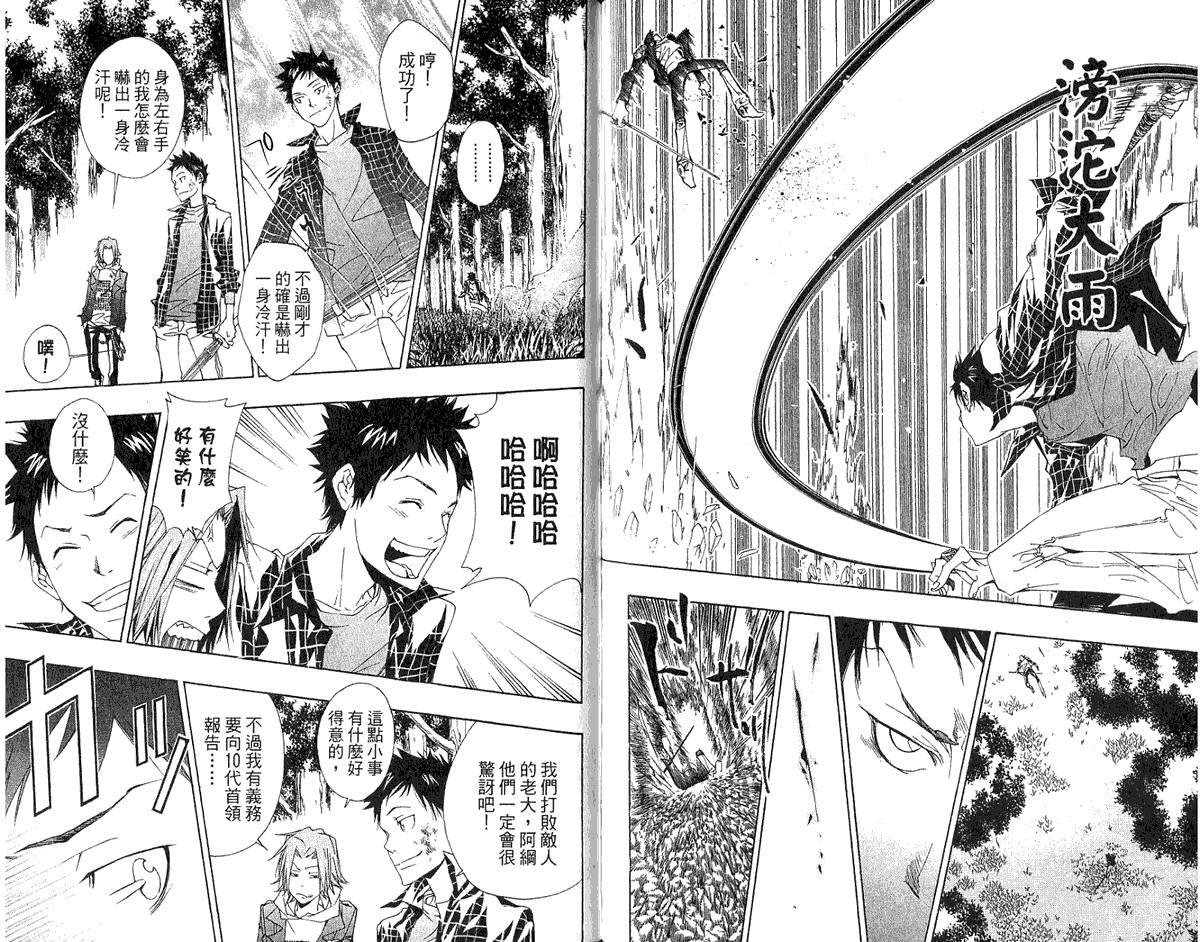 滂沱大雨
ドサ
⋯⋯⋯
哼！
成功了！
不過剛才
的確是嚇出
一身冷汗！
身為左右手
的我怎麼會
嚇出一身冷
汗呢！
噗！
啊哈哈哈
哈哈哈！
有什麼
好笑的！
沒什麼！
我們打敗敵人
的老大，阿綱
他們一定會很
驚訝吧！
這點小事
有什麼好
得意的，
不過我有義務
要向10代首領
報告⋯⋯
ガバッ